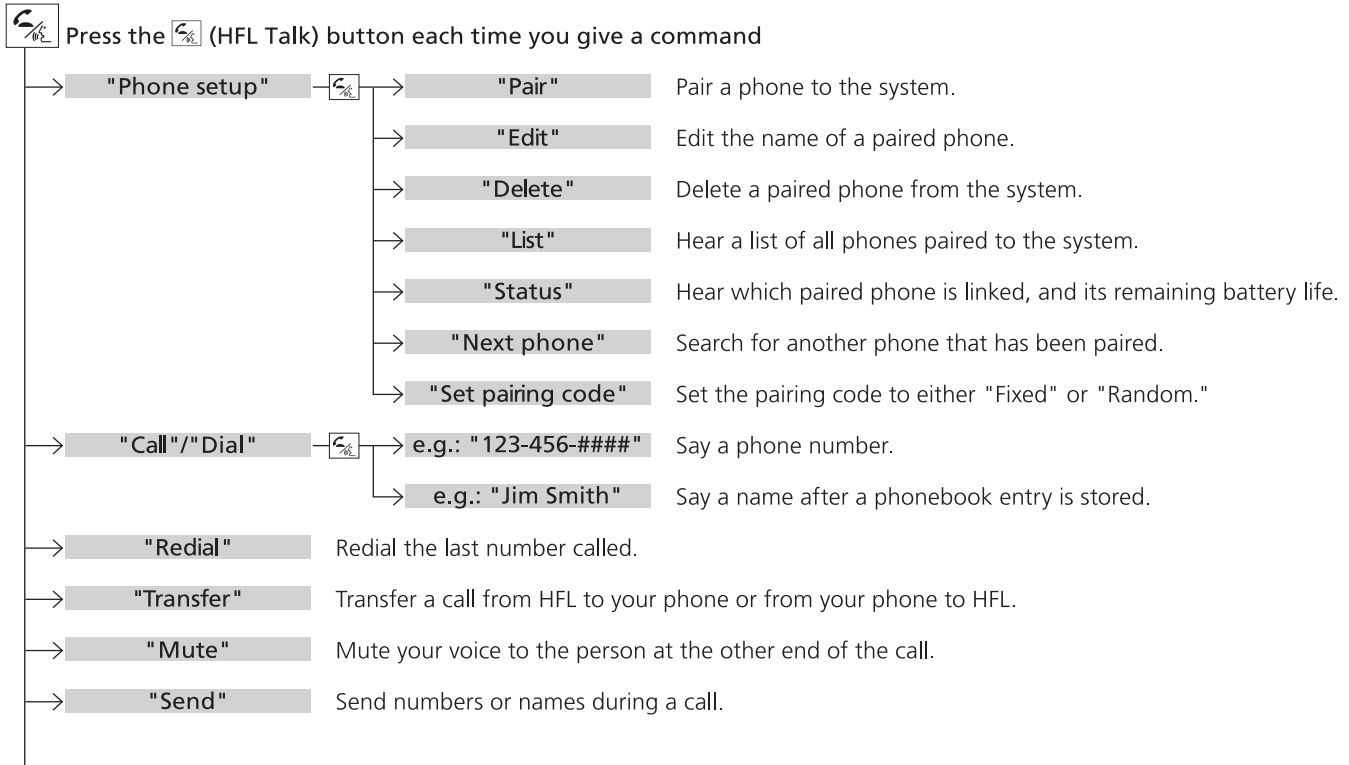 Press the (HFL Talk) button each time you give a command
"Phone setup" "Pair" Pair a phone to the system.
"Edit" Edit the name of a paired phone.
"Delete" Delete a paired phone from the system.
"List" Hear a list of all phones paired to the system.
"Status" Hear which paired phone is linked, and its remaining battery life.
"Next phone" Search for another phone that has been paired.
"Set pairing code" Set the pairing code to either "Fixed" or "Random."
"Call"/"Dial" e.g.: "123-456-####" Say a phone number.
e.g.: "Jim Smith" Say a name after a phonebook entry is stored.
"Redial" Redial the last number called.
"Transfer" Transfer a call from HFL to your phone or from your phone to HFL.
"Mute" Mute your voice to the person at the other end of the call.
"Send" Send numbers or names during a call.